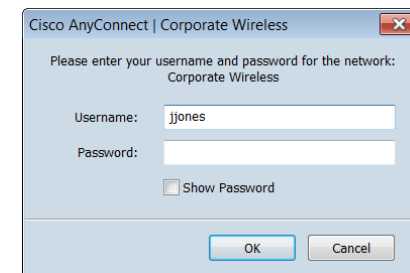 Cisco AnyConnect | Corporate Wireless
Please enter your username and password for the network:
Corporate Wireless
Username: jjones
Password:
Show Password
OK Cancel